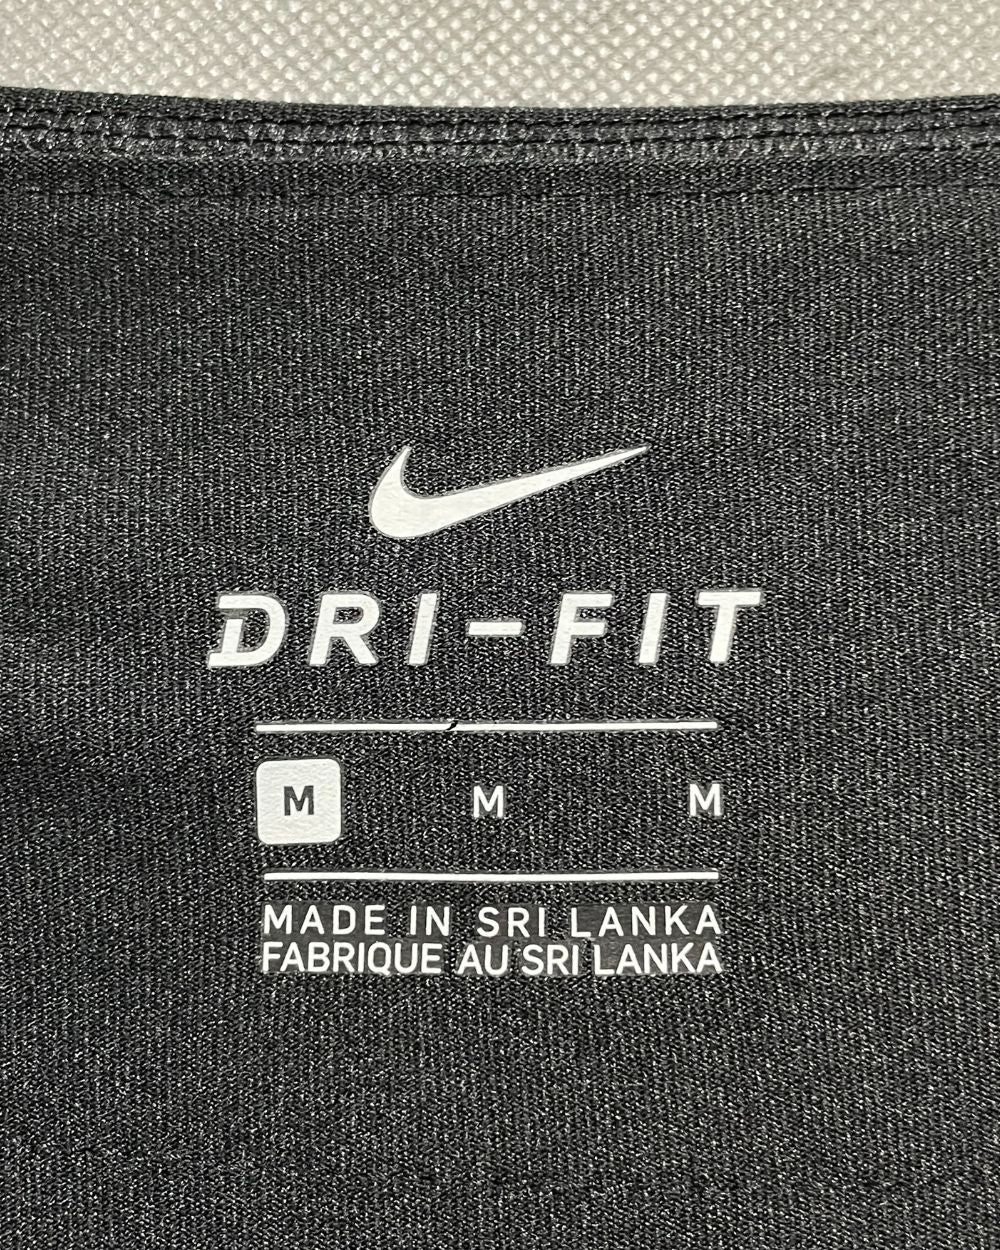 DRI-FIT
M M M
MADE IN SRI LANKA
FABRIQUE AU SRI LANKA